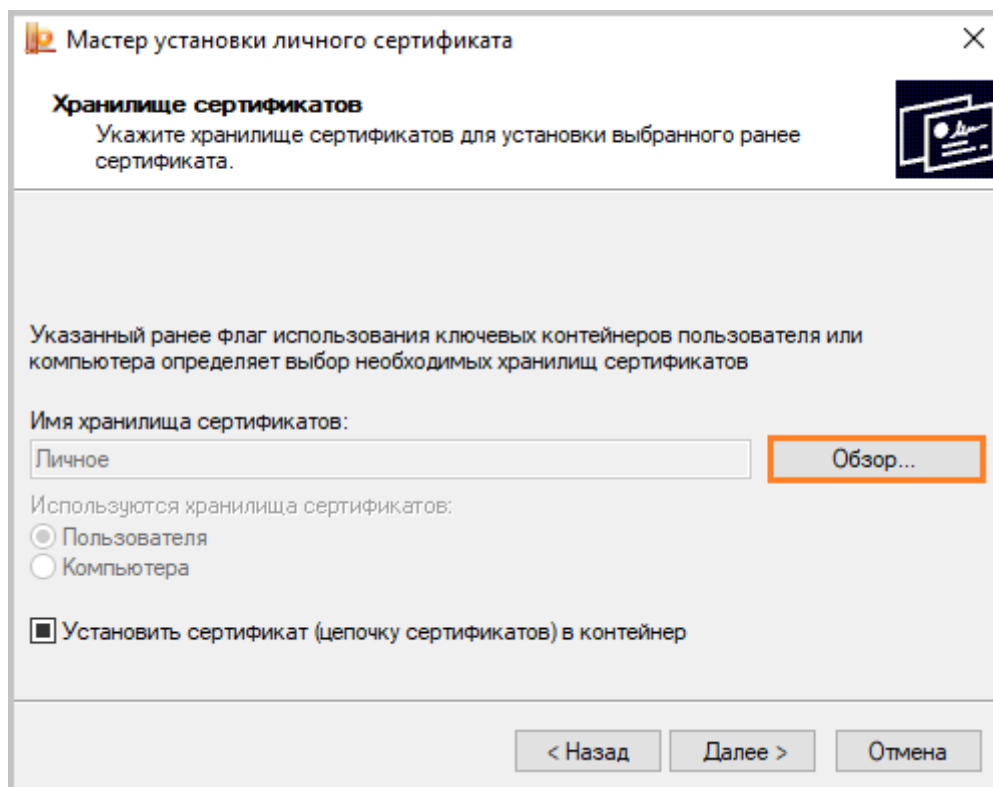 Мастер установки личного сертификата
Хранилище сертификатов
Укажите хранилище сертификатов для установки выбранного ранее
сертификата.
Указанный ранее флаг использования ключевых контейнеров пользователя или
компьютера определяет выбор необходимых хранилищ сертификатов
Имя хранилища сертификатов:
Личное
Обзор...
Используются хранилища сертификатов:
Пользователя
Компьютера
Установить сертификат (цепочку сертификатов) в контейнер
< Назад
Далее >
Отмена